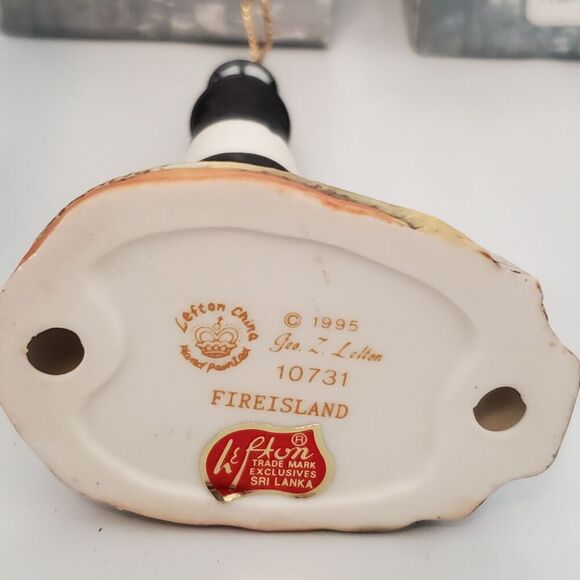 Lefton China
Hand Painted
© 1995
Geo. Z. Lefton
10731
FIREISLAND
Lefton ®
TRADE MARK
EXCLUSIVES
SRI LANKA